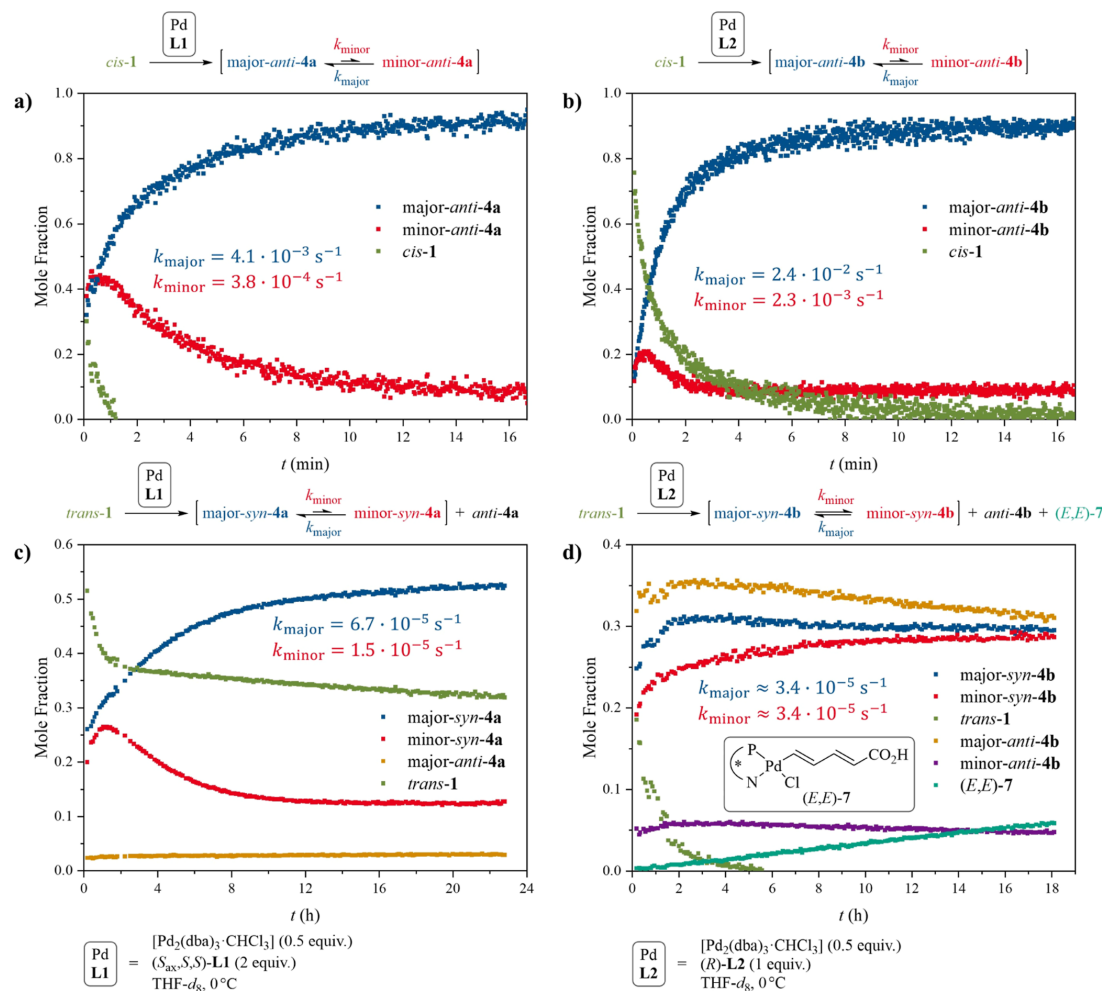 Pd
L1
cis-1 [major-anti-4a kminor kmajor minor-anti-4a]
a)
1.0
0.8
0.6
0.4
0.2
0.0
Mole Fraction
major-anti-4a
minor-anti-4a
cis-1
kmajor = 4.1 · 10⁻³ s⁻¹
kminor = 3.8 · 10⁻⁴ s⁻¹
0 2 4 6 8 10 12 14 16
t (min)
Pd
L2
cis-1 [major-anti-4b kminor kmajor minor-anti-4b]
b)
1.0
0.8
0.6
0.4
0.2
0.0
Mole Fraction
major-anti-4b
minor-anti-4b
cis-1
kmajor = 2.4 · 10⁻² s⁻¹
kminor = 2.3 · 10⁻³ s⁻¹
0 2 4 6 8 10 12 14 16
t (min)
Pd
L1
trans-1 [major-syn-4a kminor kmajor minor-syn-4a] + anti-4a
c)
0.6
0.5
0.4
0.3
0.2
0.1
0.0
Mole Fraction
kmajor = 6.7 · 10⁻⁵ s⁻¹
kminor = 1.5 · 10⁻⁵ s⁻¹
major-syn-4a
minor-syn-4a
major-anti-4a
trans-1
0 4 8 12 16 20 24
t (h)
Pd
L2
trans-1 [major-syn-4b kminor kmajor minor-syn-4b] + anti-4b + (E,E)-7
d)
0.4
0.3
0.2
0.1
0.0
Mole Fraction
kmajor ≈ 3.4 · 10⁻⁵ s⁻¹
kminor ≈ 3.4 · 10⁻⁵ s⁻¹
major-syn-4b
minor-syn-4b
trans-1
major-anti-4b
minor-anti-4b
(E,E)-7
P
* Pd CO₂H
N Cl
(E,E)-7
0 2 4 6 8 10 12 14 16 18
t (h)
Pd
L1
=
[Pd₂(dba)₃·CHCl₃] (0.5 equiv.)
(Sax,S,S)-L1 (2 equiv.)
THF-d₈, 0 °C
Pd
L2
=
[Pd₂(dba)₃·CHCl₃] (0.5 equiv.)
(R)-L2 (1 equiv.)
THF-d₈, 0 °C